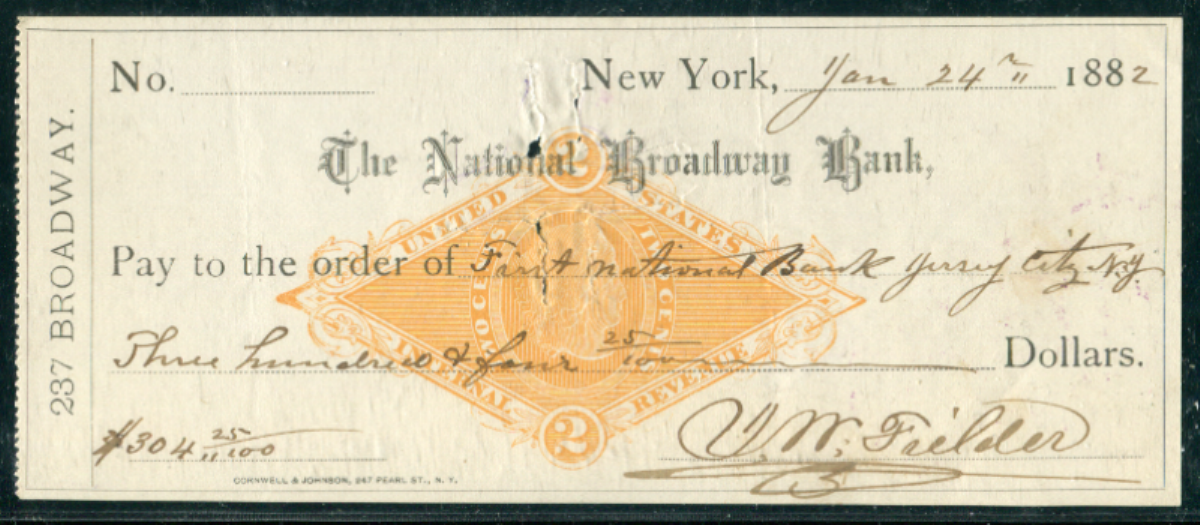 No. New York, Jan 24th 1882
237 BROADWAY.
The National Broadway Bank,
2
UNITED STATES
TWO CENTS
Pay to the order of First national Bank Jersey City N.J
Three hundred & four 25/100 Dollars.
INTERNAL REVENUE
2
$304 25/100
J. W. Fielder
CORNWELL & JOHNSON, 247 PEARL ST., N. Y.